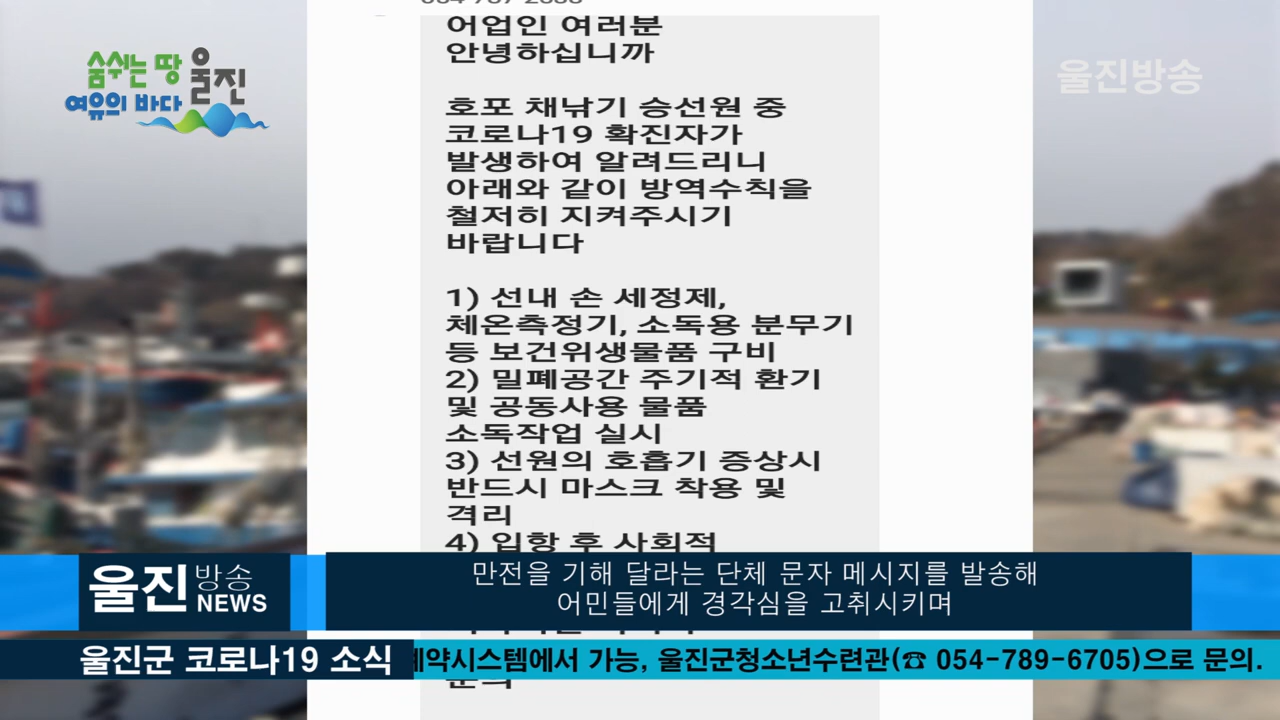 숨쉬는 땅
여유의 바다
울진
울진방송
어업인 여러분
안녕하십니까
호포 채낚기 승선원 중
코로나19 확진자가
발생하여 알려드리니
아래와 같이 방역수칙을
철저히 지켜주시기
바랍니다
1) 선내 손 세정제,
체온측정기, 소독용 분무기
등 보건위생물품 구비
2) 밀폐공간 주기적 환기
및 공동사용 물품
소독작업 실시
3) 선원의 호흡기 증상시
반드시 마스크 착용 및
격리
4) 입항 후 사회적
울진 방송 NEWS
만전을 기해 달라는 단체 문자 메시지를 발송해
어민들에게 경각심을 고취시키며
울진군 코로나19 소식
예약시스템에서 가능, 울진군청소년수련관(☎ 054-789-6705)으로 문의.
문의